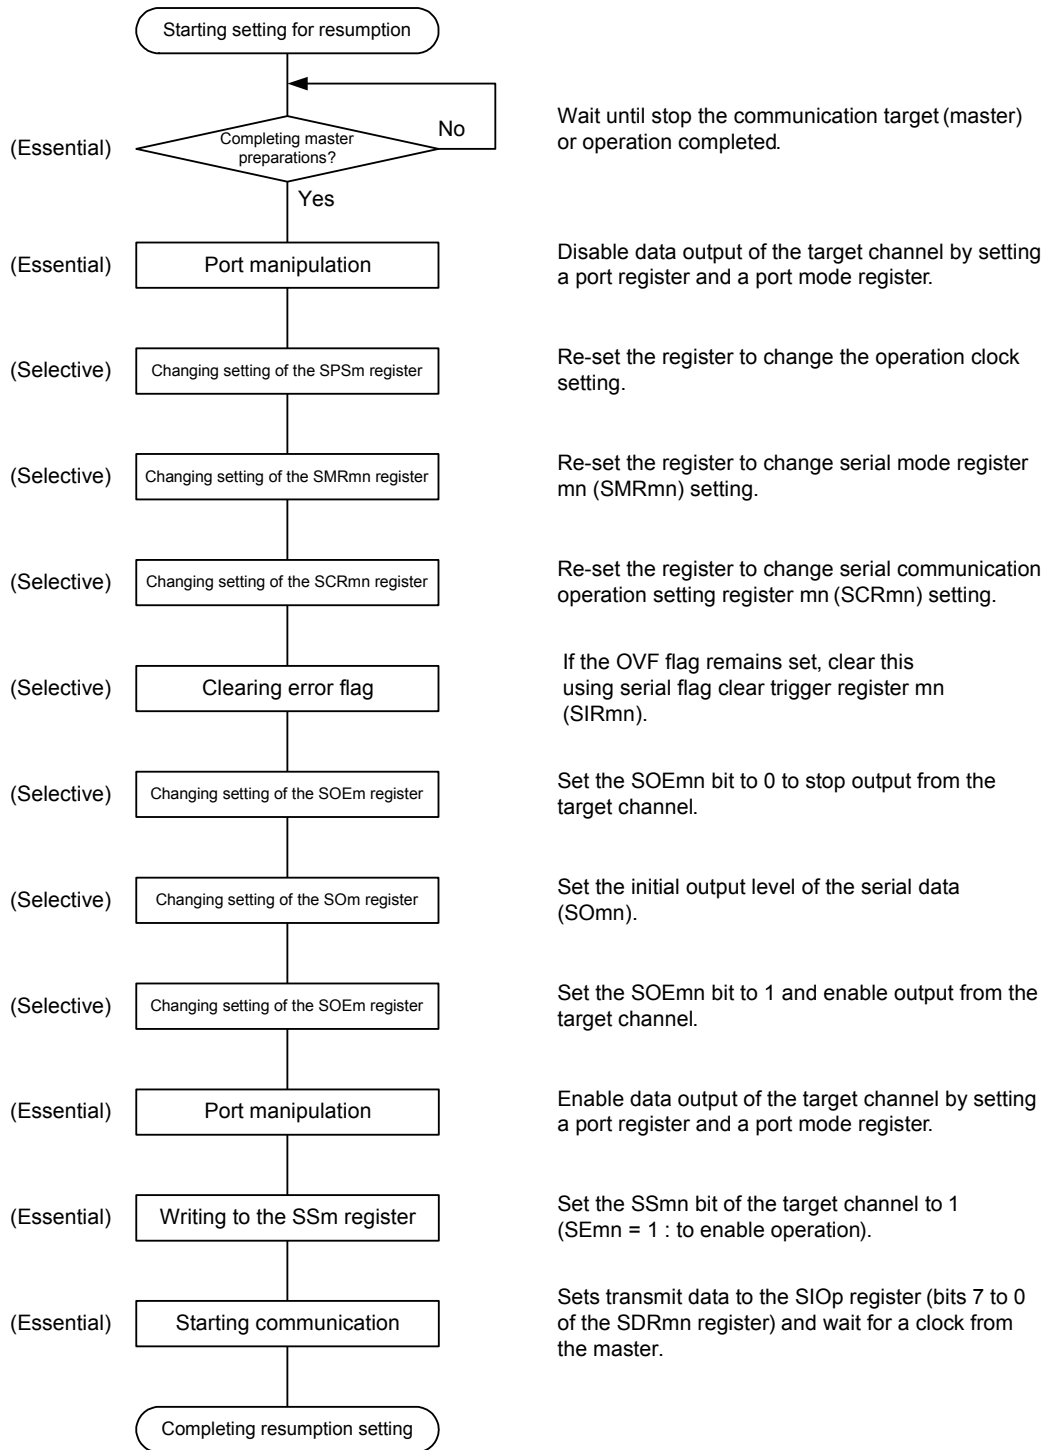 Starting setting for resumption
(Essential)
Completing master
preparations?
No
Yes
Wait until stop the communication target (master)
or operation completed.
(Essential)
Port manipulation
Disable data output of the target channel by setting
a port register and a port mode register.
(Selective)
Changing setting of the SPSm register
Re-set the register to change the operation clock
setting.
(Selective)
Changing setting of the SMRmn register
Re-set the register to change serial mode register
mn (SMRmn) setting.
(Selective)
Changing setting of the SCRmn register
Re-set the register to change serial communication
operation setting register mn (SCRmn) setting.
(Selective)
Clearing error flag
If the OVF flag remains set, clear this
using serial flag clear trigger register mn
(SIRmn).
(Selective)
Changing setting of the SOEm register
Set the SOEmn bit to 0 to stop output from the
target channel.
(Selective)
Changing setting of the SOm register
Set the initial output level of the serial data
(SOmn).
(Selective)
Changing setting of the SOEm register
Set the SOEmn bit to 1 and enable output from the
target channel.
(Essential)
Port manipulation
Enable data output of the target channel by setting
a port register and a port mode register.
(Essential)
Writing to the SSm register
Set the SSmn bit of the target channel to 1
(SEmn = 1 : to enable operation).
(Essential)
Starting communication
Sets transmit data to the SIOp register (bits 7 to 0
of the SDRmn register) and wait for a clock from
the master.
Completing resumption setting